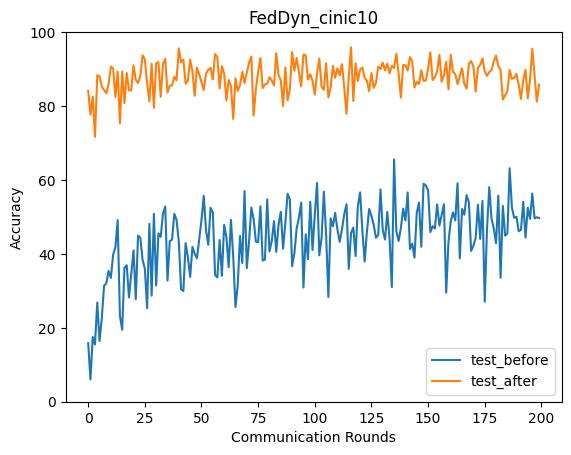 FedDyn_cinic10
Accuracy
100
80
60
40
20
0
0 25 50 75 100 125 150 175 200
Communication Rounds
test_before
test_after